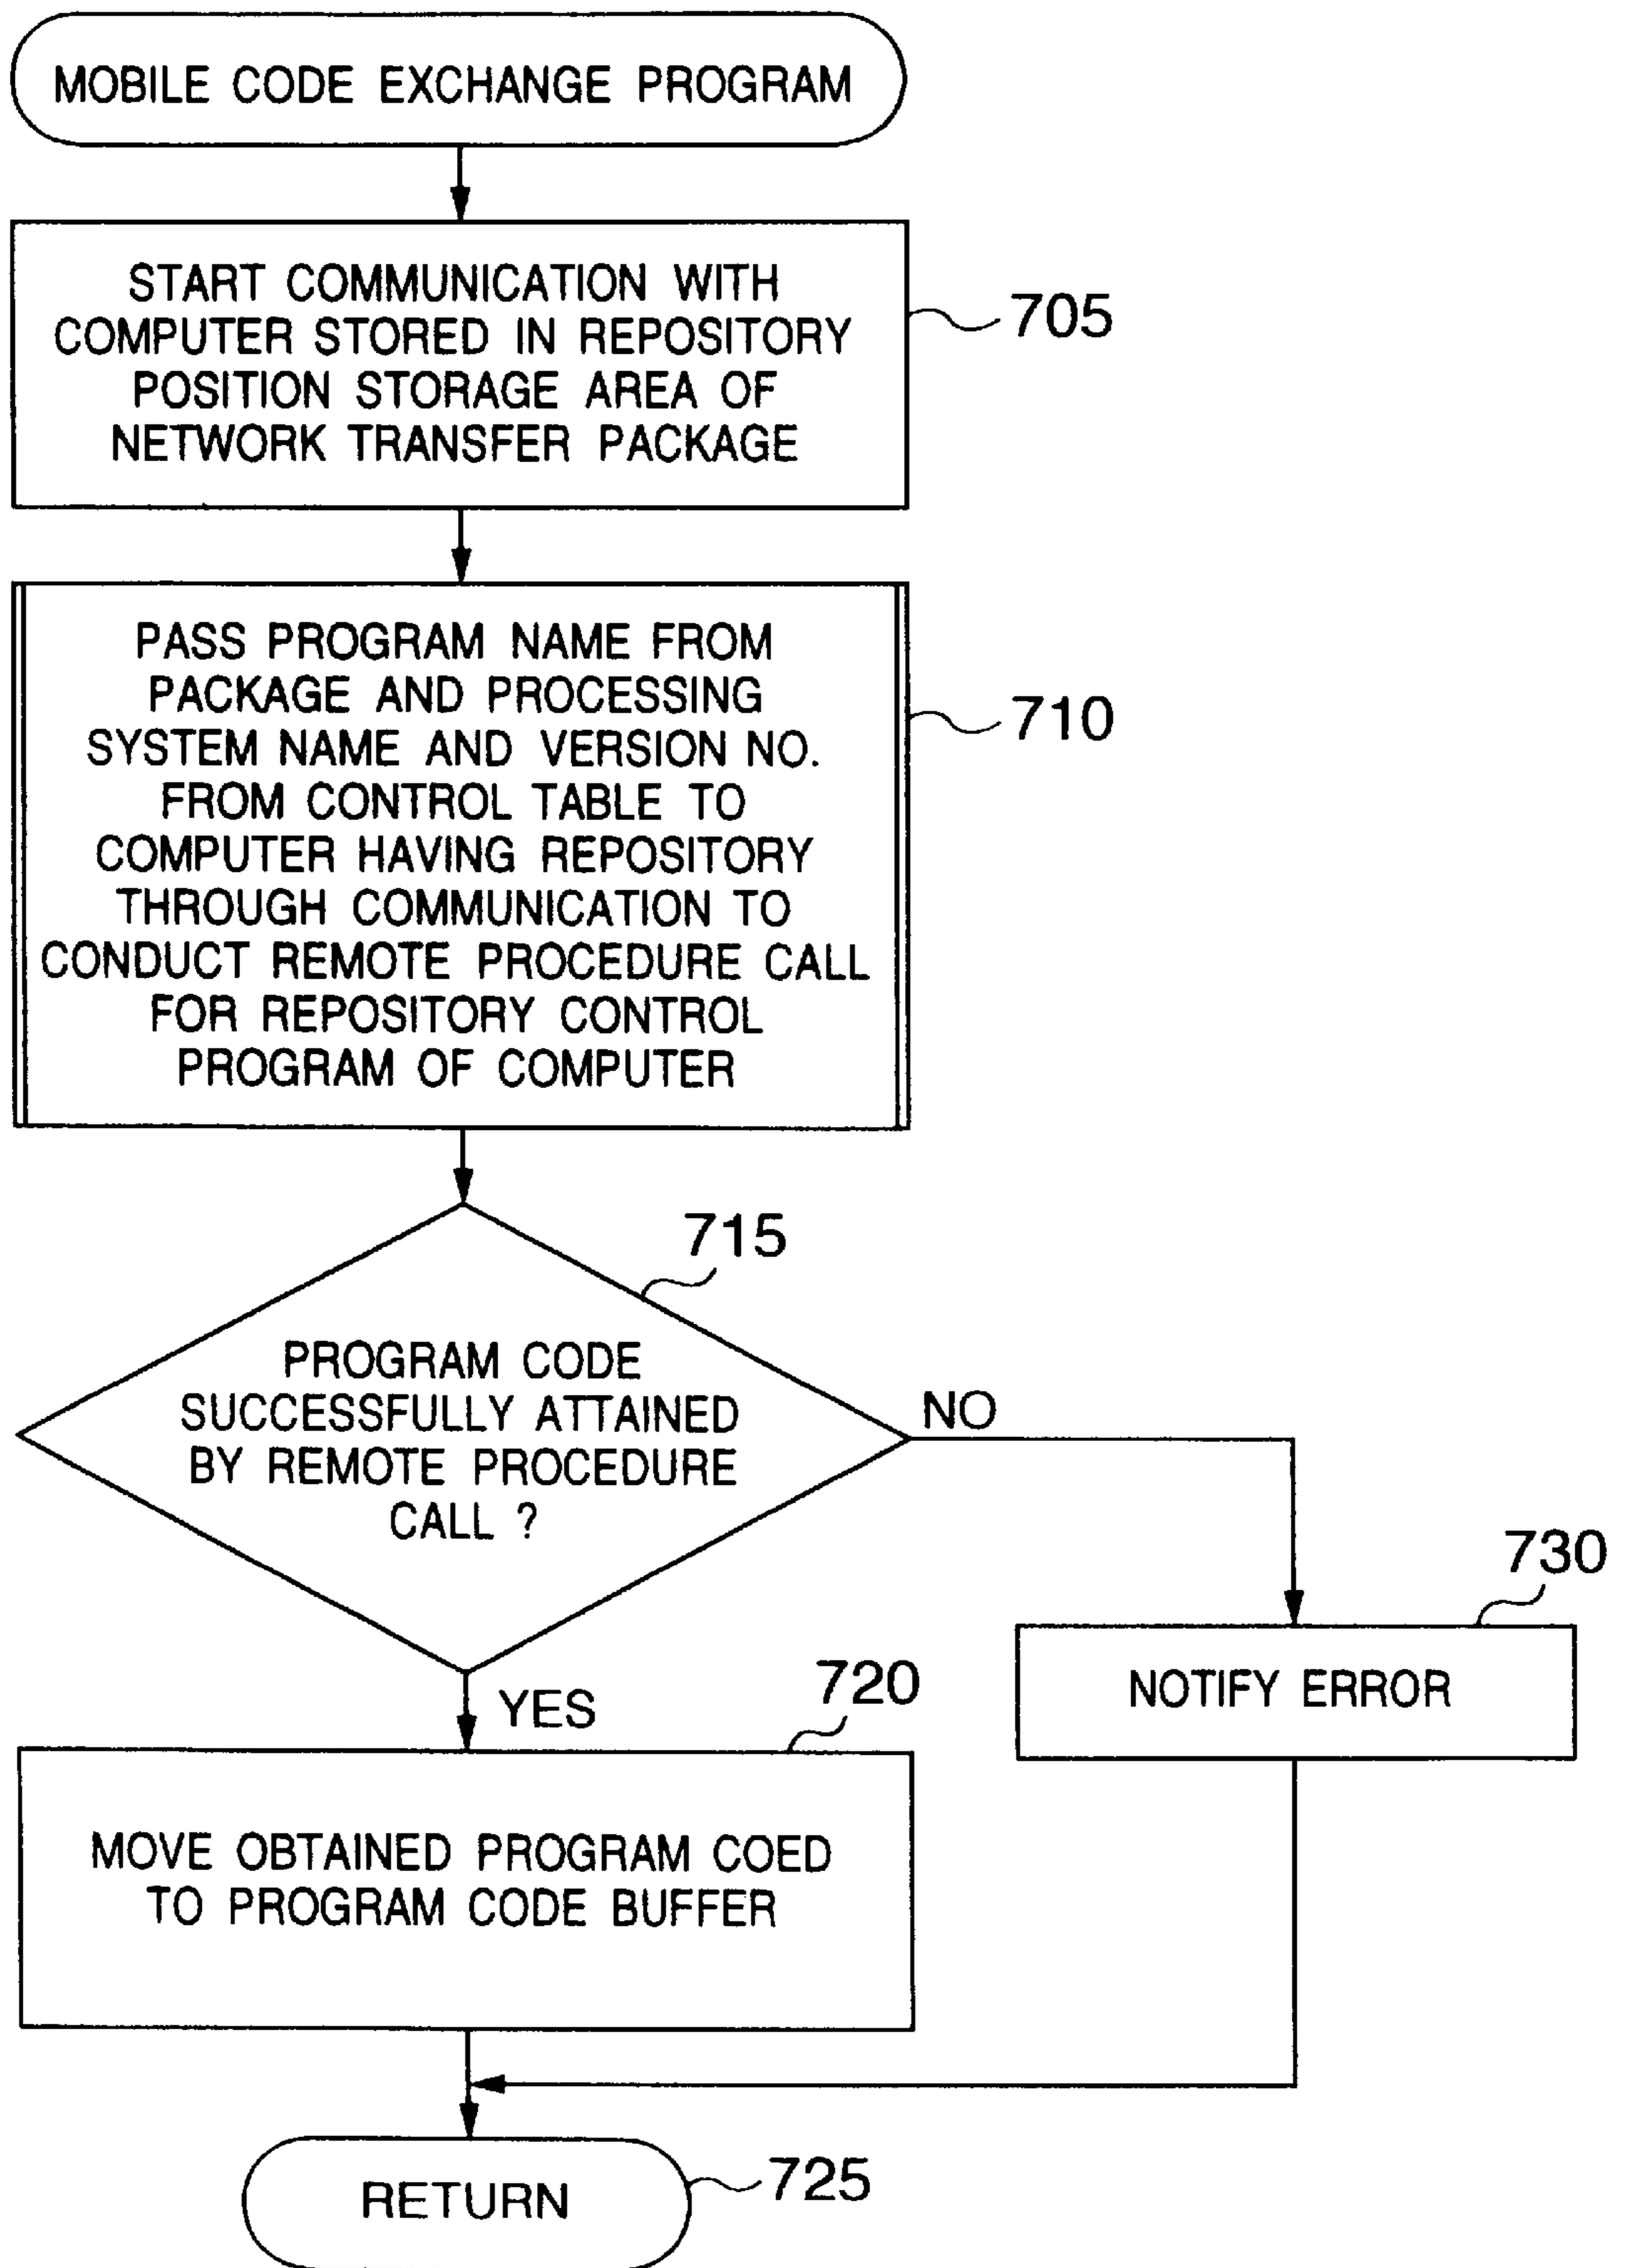 MOBILE CODE EXCHANGE PROGRAM
START COMMUNICATION WITH
COMPUTER STORED IN REPOSITORY
POSITION STORAGE AREA OF
NETWORK TRANSFER PACKAGE
705
PASS PROGRAM NAME FROM
PACKAGE AND PROCESSING
SYSTEM NAME AND VERSION NO.
FROM CONTROL TABLE TO
COMPUTER HAVING REPOSITORY
THROUGH COMMUNICATION TO
CONDUCT REMOTE PROCEDURE CALL
FOR REPOSITORY CONTROL
PROGRAM OF COMPUTER
710
715
PROGRAM CODE
SUCCESSFULLY ATTAINED
BY REMOTE PROCEDURE
CALL ?
NO
730
NOTIFY ERROR
YES
720
MOVE OBTAINED PROGRAM COED
TO PROGRAM CODE BUFFER
RETURN
725